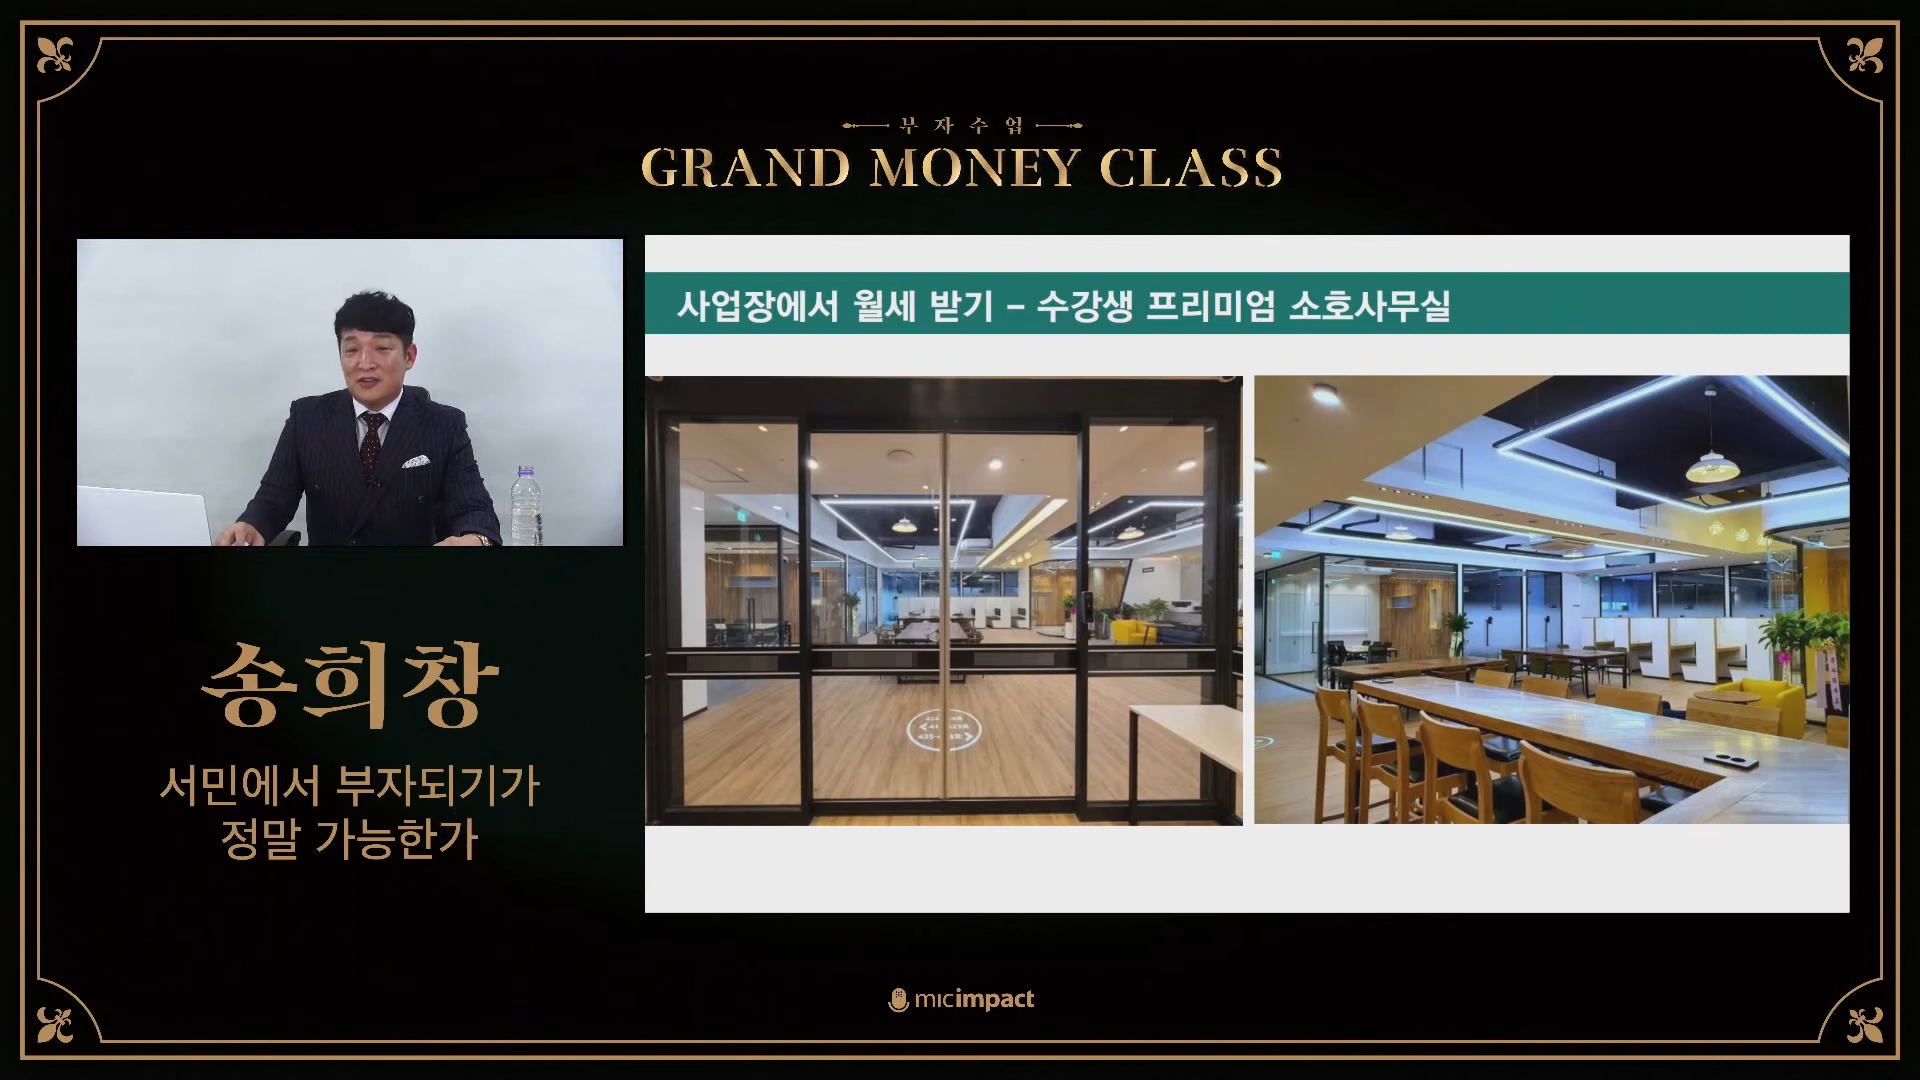 부자수업
GRAND MONEY CLASS
사업장에서 월세 받기 – 수강생 프리미엄 소호사무실
송희창
서민에서 부자되기가
정말 가능한가
micimpact